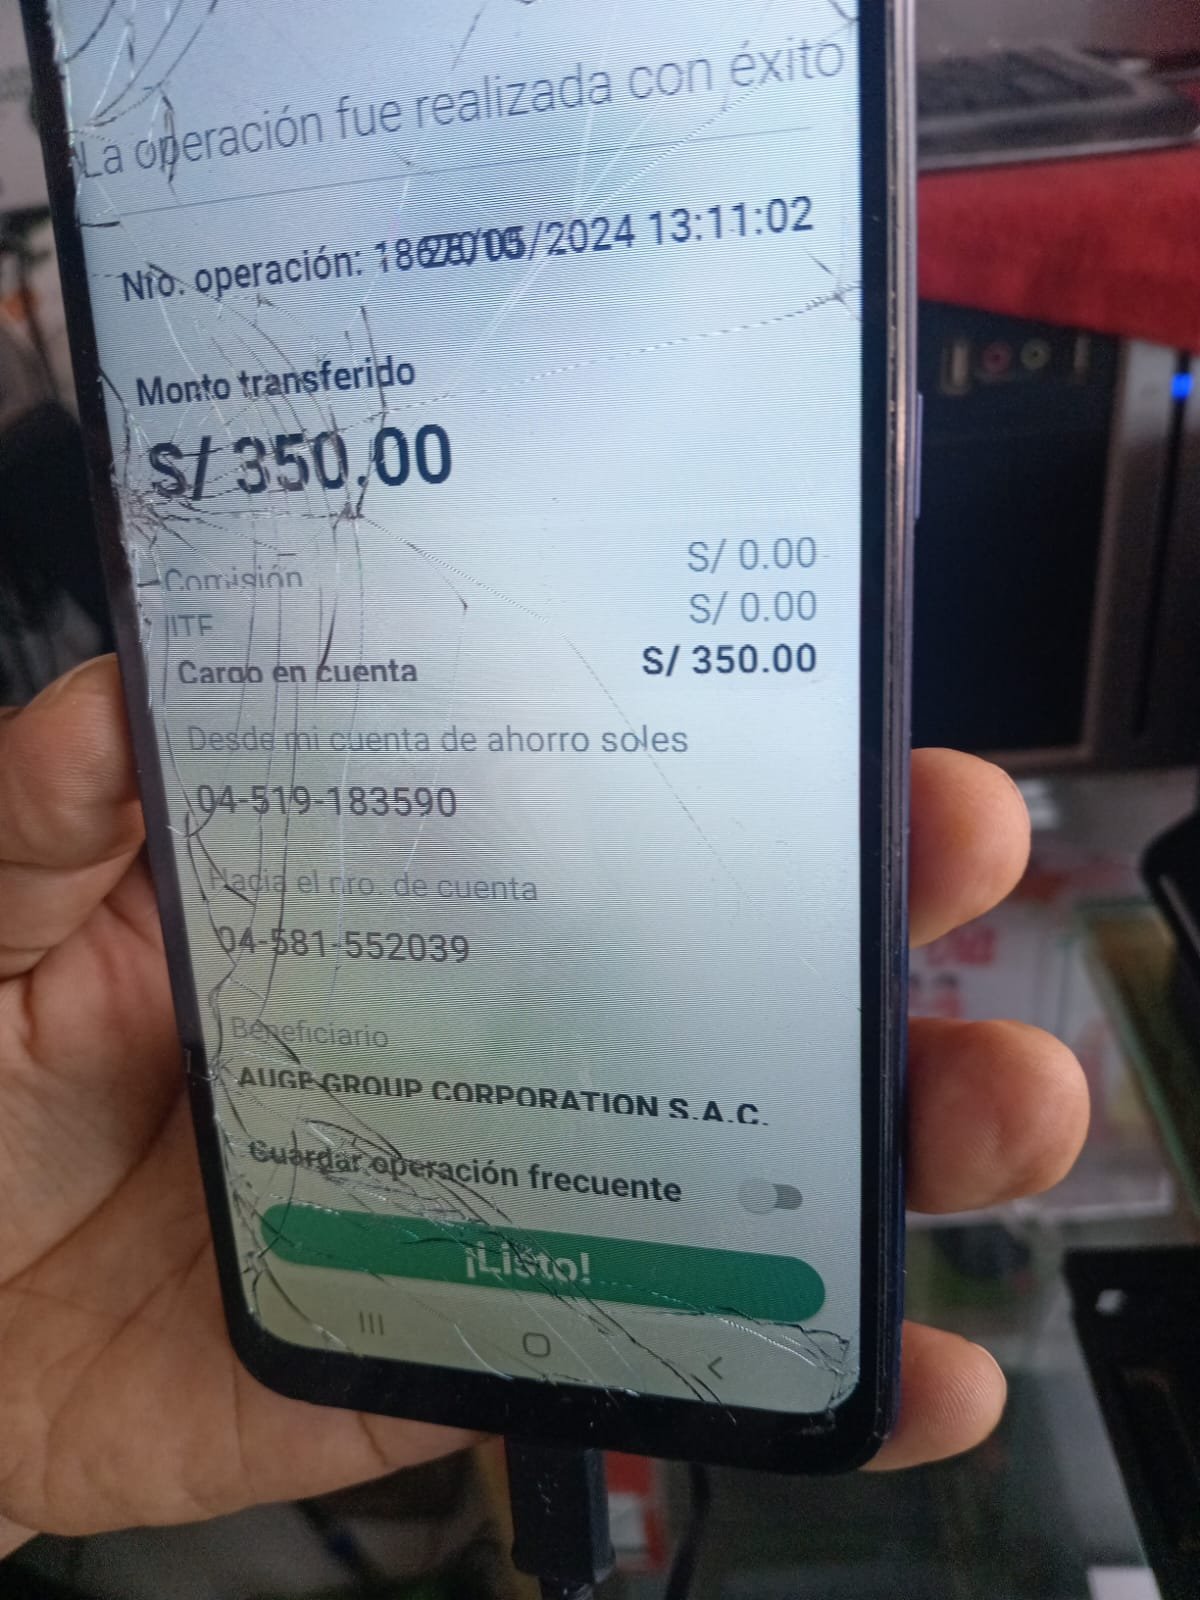 La operación fue realizada con éxito
Nro. operación: /2024 13:11:02
Monto transferido
S/ 350.00
Comisión S/ 0.00
ITF S/ 0.00
Cargo en cuenta S/ 350.00
Desde mi cuenta de ahorro soles
04-519-183590
Hacia el nro. de cuenta
04-581-552039
Beneficiario
AUGE GROUP CORPORATION S.A.C.
Guardar operación frecuente
¡Listo!